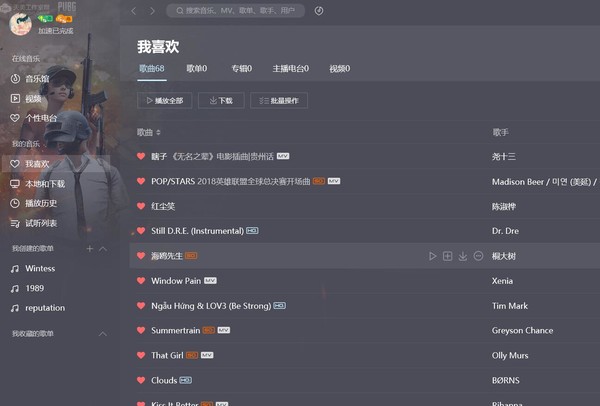 天奇工作室网
PUBG
加速已完成
搜索音乐、MV、歌单、歌手、用户
在线音乐
音乐馆
视频
个性电台
我的音乐
我喜欢
本地和下载
播放历史
试听列表
我创建的歌单
Wintess
1989
reputation
我收藏的歌单
我喜欢
歌曲68 歌单0 专辑0 主播电台0 视频0
播放全部 下载 批量操作
歌曲 歌手
瞎子 《无名之辈》电影插曲|贵州话 MV 尧十三
POP/STARS 2018英雄联盟全球总决赛开场曲 SQ MV Madison Beer / 미연 (美延) /
红尘笑 陈淑桦
Still D.R.E. (Instrumental) HQ Dr. Dre
海鸥先生 SQ 桐大树
Window Pain MV Xenia
Ngẫu Hứng & LOV3 (Be Strong) HQ Tim Mark
Summertrain SQ MV Greyson Chance
That Girl SQ MV Olly Murs
Clouds HQ BØRNS
Kiss It Better SQ MV Rihanna